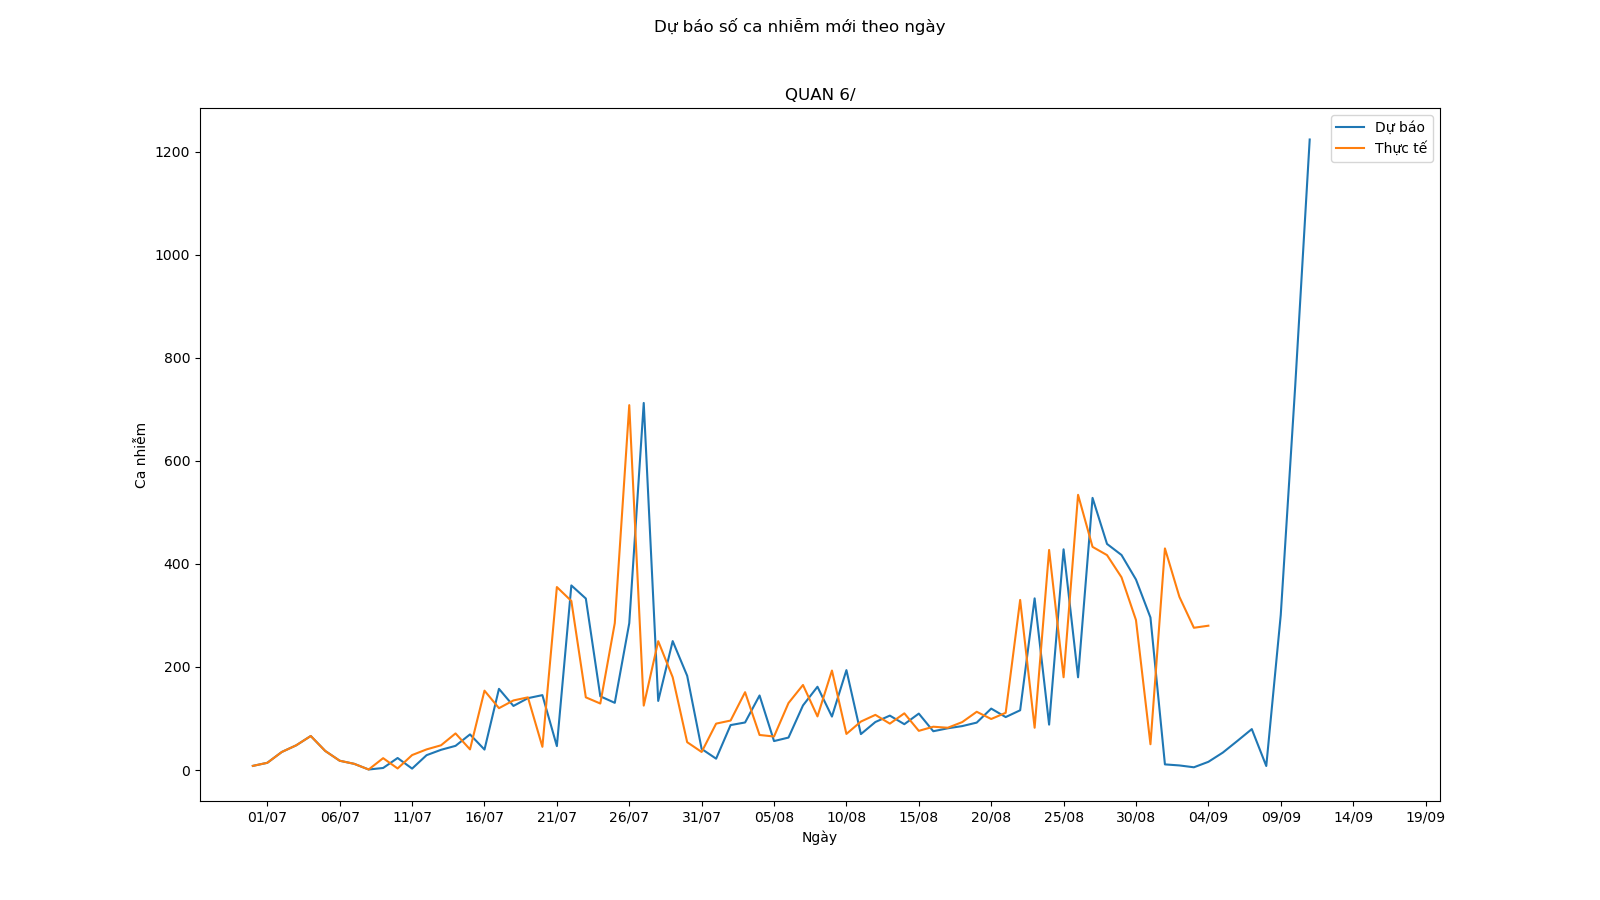 Dự báo số ca nhiễm mới theo ngày
QUAN 6/
Dự báo
Thực tế
1200
1000
800
600
400
200
0
Ca nhiễm
01/07 06/07 11/07 16/07 21/07 26/07 31/07 05/08 10/08 15/08 20/08 25/08 30/08 04/09 09/09 14/09 19/09
Ngày